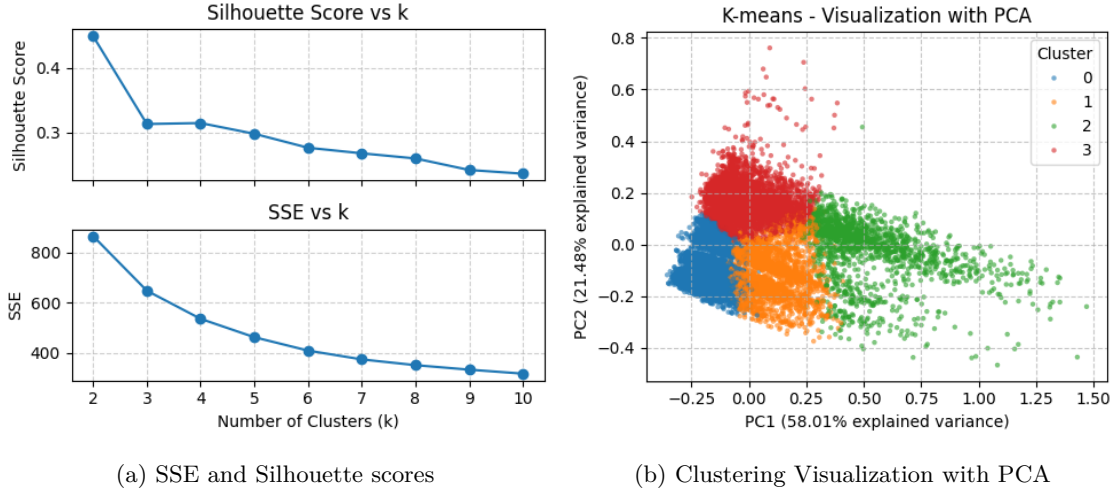 Silhouette Score vs k
0.4
0.3
Silhouette Score
SSE vs k
800
600
400
SSE
2 3 4 5 6 7 8 9 10
Number of Clusters (k)
(a) SSE and Silhouette scores
K-means - Visualization with PCA
Cluster
0
1
2
3
0.8
0.6
0.4
0.2
0.0
−0.2
−0.4
PC2 (21.48% explained variance)
−0.25 0.00 0.25 0.50 0.75 1.00 1.25 1.50
PC1 (58.01% explained variance)
(b) Clustering Visualization with PCA